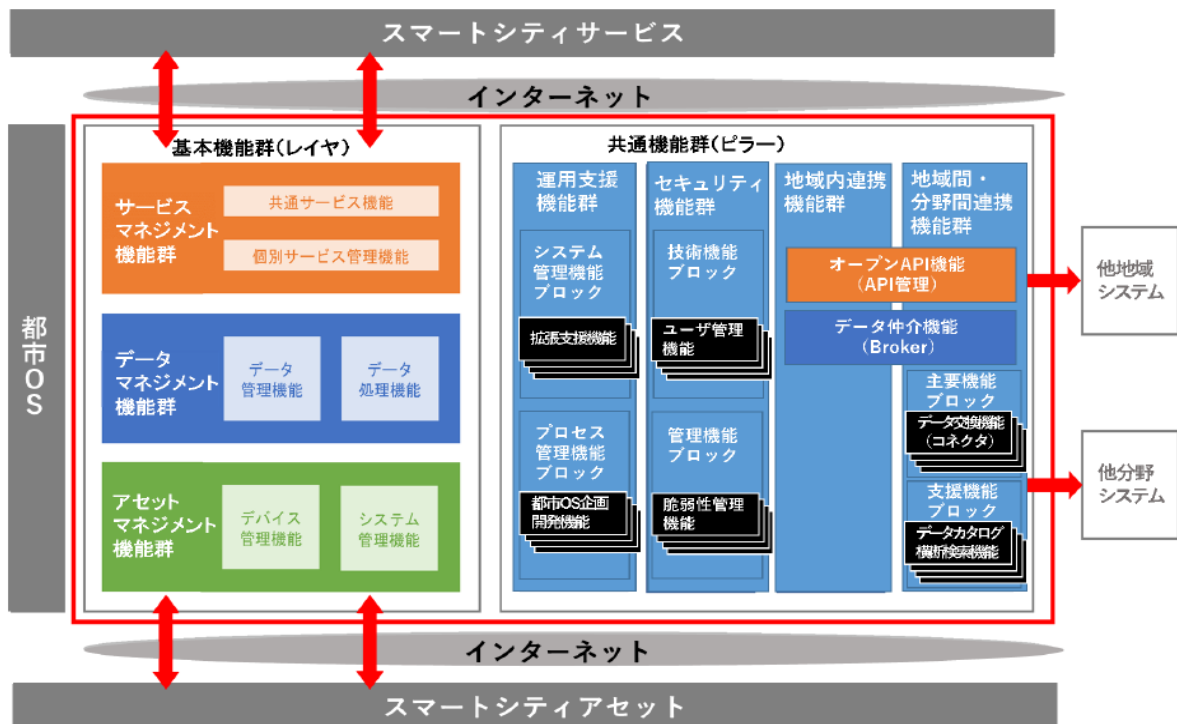 スマートシティサービス
インターネット
都市OS
基本機能群(レイヤ)
サービス
マネジメント
機能群
共通サービス機能
個別サービス管理機能
データ
マネジメント
機能群
データ
管理機能
データ
処理機能
アセット
マネジメント
機能群
デバイス
管理機能
システム
管理機能
共通機能群(ピラー)
運用支援
機能群
システム
管理機能
ブロック
拡張支援機能
プロセス
管理機能
ブロック
都市OS企画
開発機能
セキュリティ
機能群
技術機能
ブロック
ユーザ管理
機能
管理機能
ブロック
脆弱性管理
機能
地域内連携
機能群
地域間・
分野間連携
機能群
オープンAPI機能
(API管理)
データ仲介機能
(Broker)
主要機能
ブロック
データ交換機能
(コネクタ)
支援機能
ブロック
データカタログ
横断検索機能
他地域
システム
他分野
システム
インターネット
スマートシティアセット